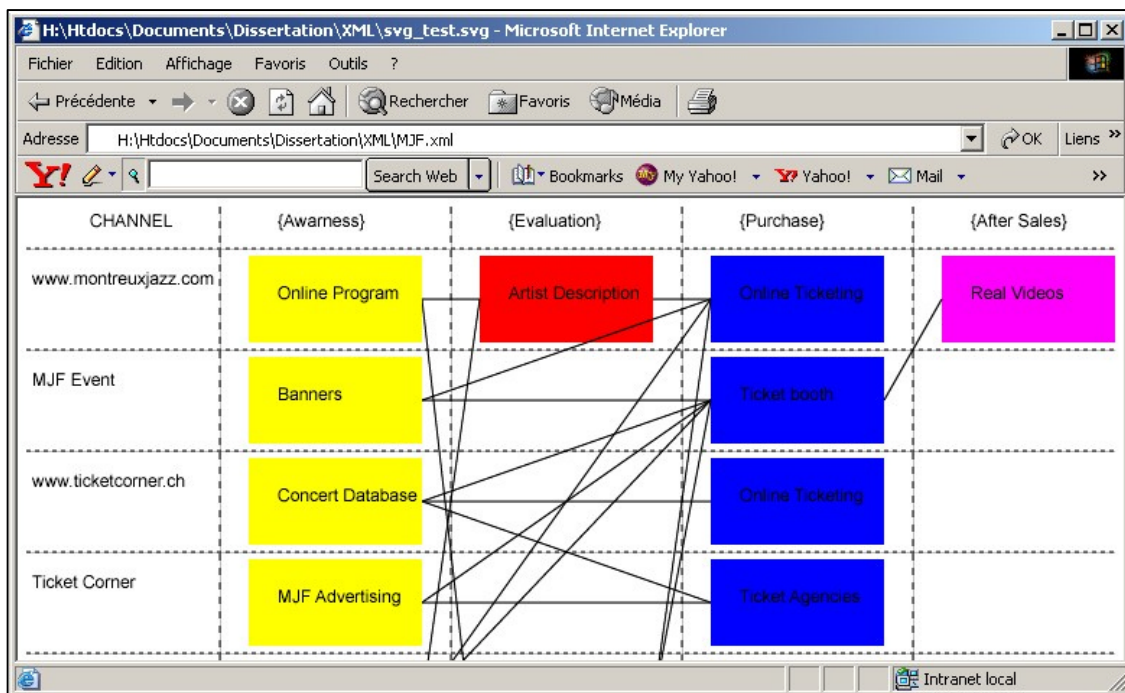 H:\Htdocs\Documents\Dissertation\XML\svg_test.svg - Microsoft Internet Explorer
Fichier Edition Affichage Favoris Outils ?
Précédente Rechercher Favoris Média
Adresse H:\Htdocs\Documents\Dissertation\XML\MJF.xml OK Liens »
Y! Search Web Bookmarks My Yahoo! Yahoo! Mail »
CHANNEL {Awarness} {Evaluation} {Purchase} {After Sales}
www.montreuxjazz.com Online Program Artist Description Online Ticketing Real Videos
MJF Event Banners Ticket booth
www.ticketcorner.ch Concert Database Online Ticketing
Ticket Corner MJF Advertising Ticket Agencies
Intranet local